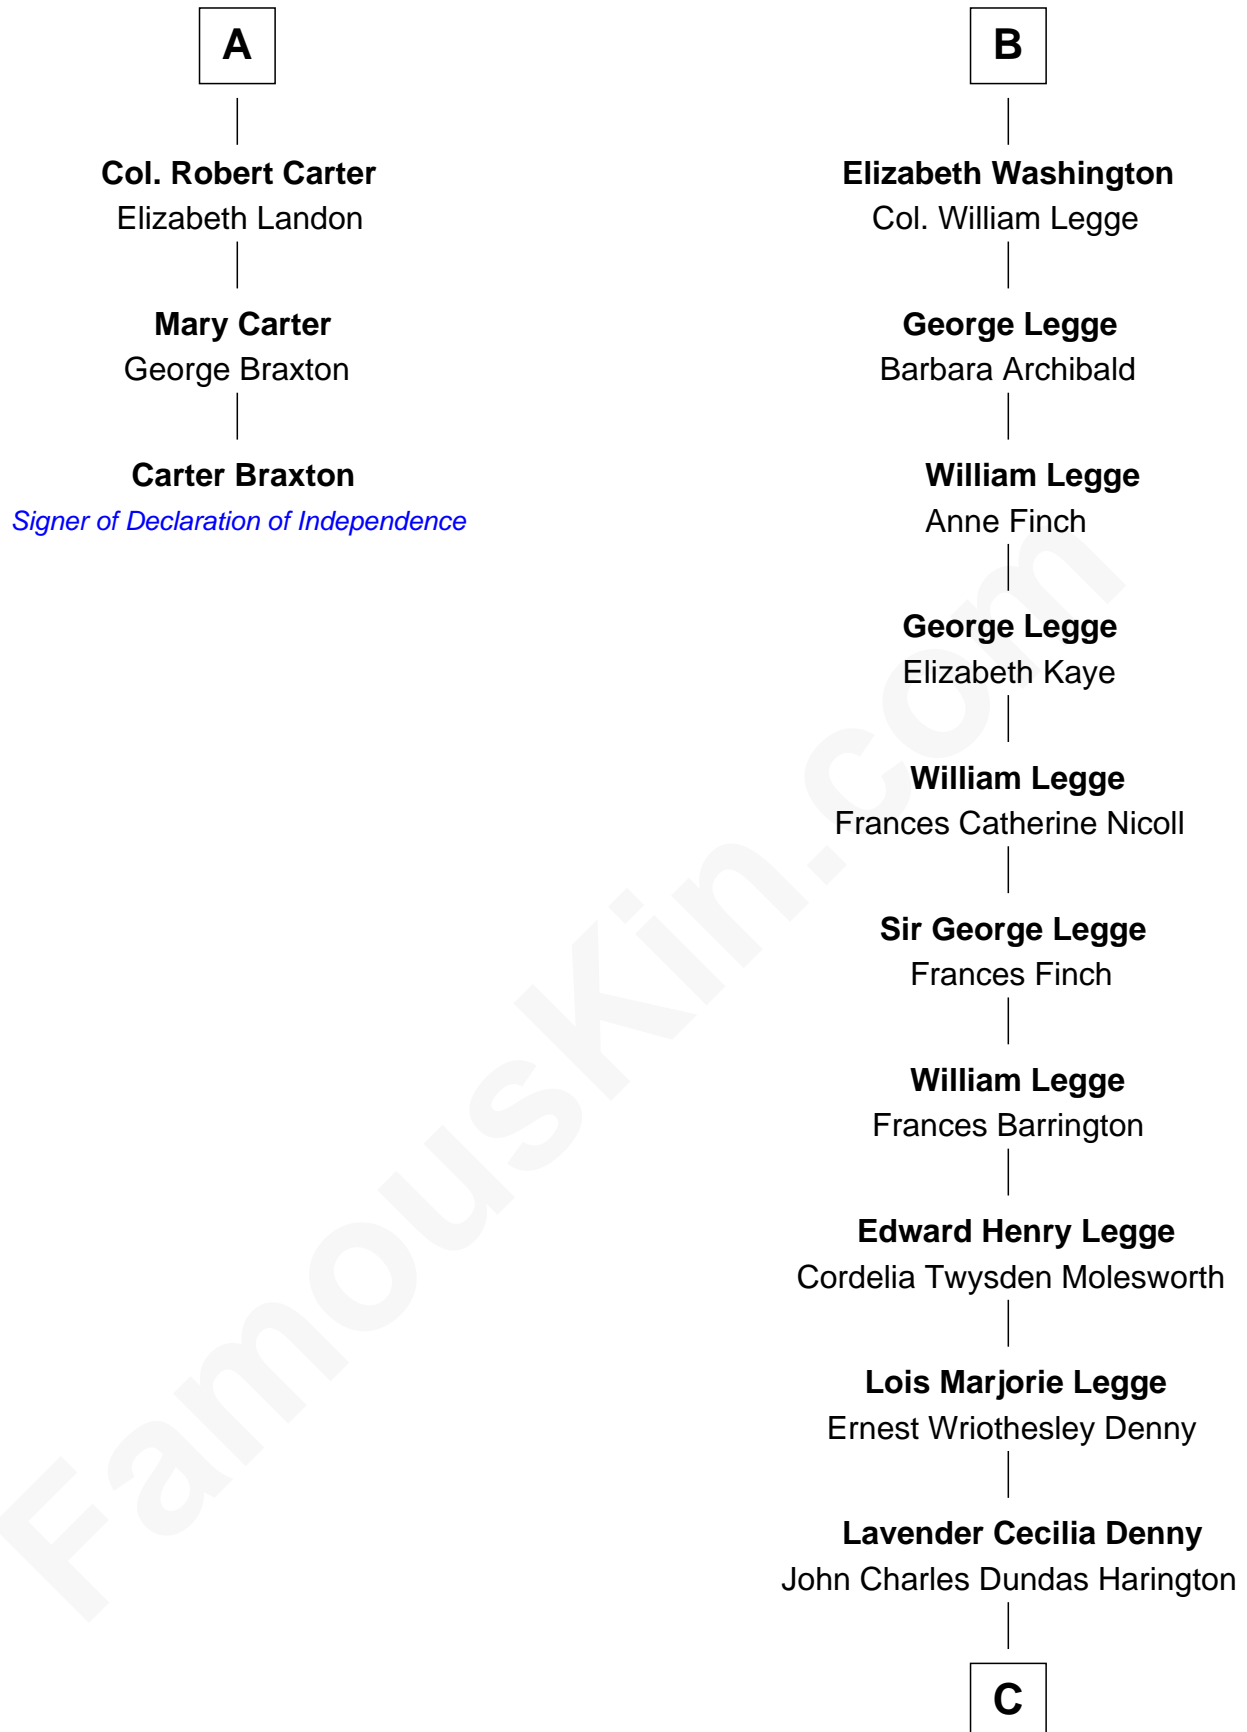 A
Col. Robert Carter
Elizabeth Landon
Mary Carter
George Braxton
Carter Braxton
Signer of Declaration of Independence
B
Elizabeth Washington
Col. William Legge
George Legge
Barbara Archibald
William Legge
Anne Finch
George Legge
Elizabeth Kaye
William Legge
Frances Catherine Nicoll
Sir George Legge
Frances Finch
William Legge
Frances Barrington
Edward Henry Legge
Cordelia Twysden Molesworth
Lois Marjorie Legge
Ernest Wriothesley Denny
Lavender Cecilia Denny
John Charles Dundas Harington
C
FamousKin.com